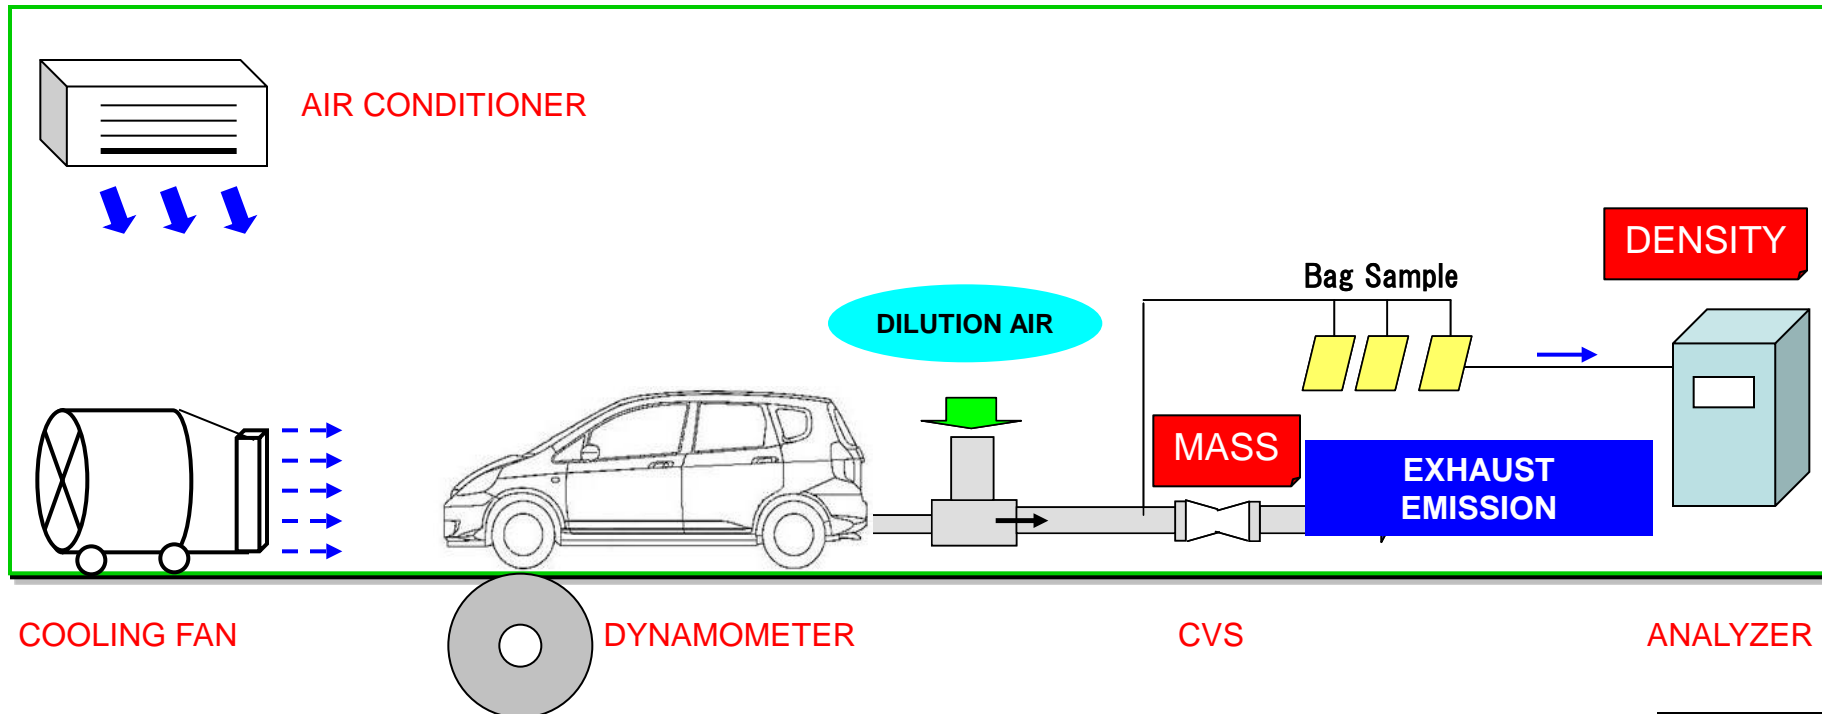 AIR CONDITIONER
DENSITY
Bag Sample
DILUTION AIR
MASS
EXHAUST
EMISSION
COOLING FAN
DYNAMOMETER
CVS
ANALYZER